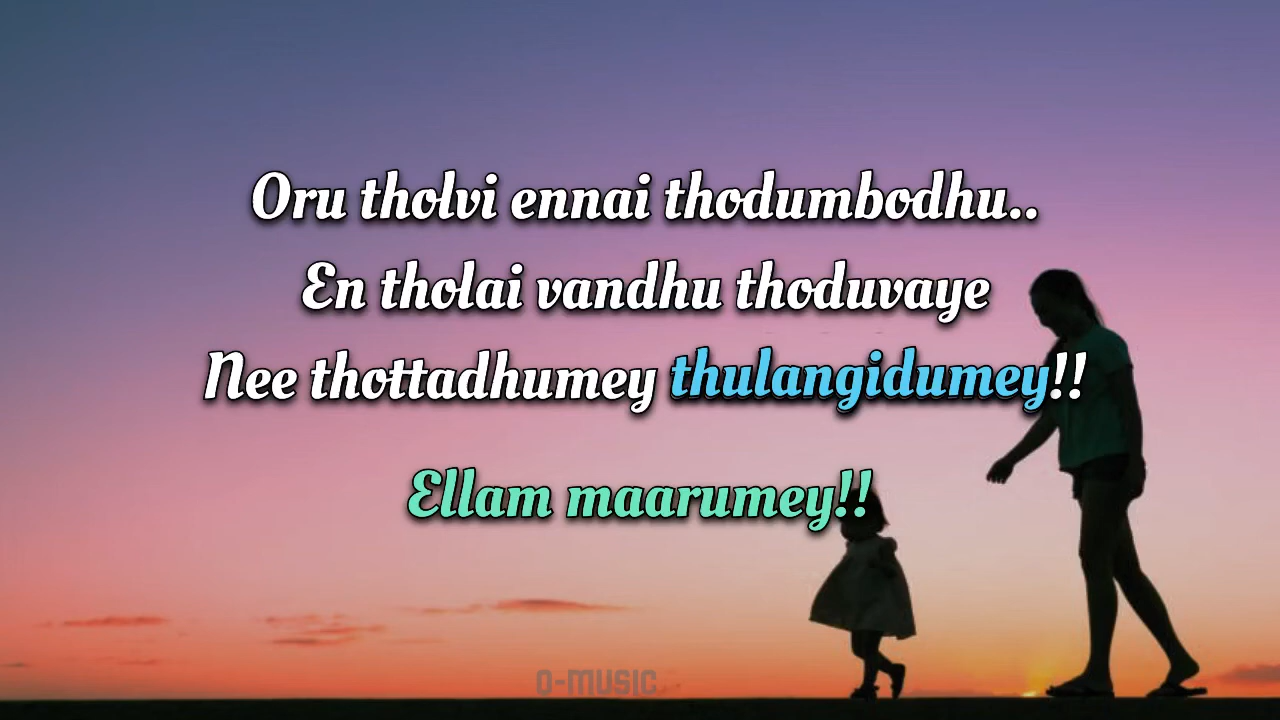 Oru tholvi ennai thodumbodhu..
En tholai vandhu thoduvaye
Nee thottadhumey thulangidumey!!
Ellam maarumey!!
O-MUSIC